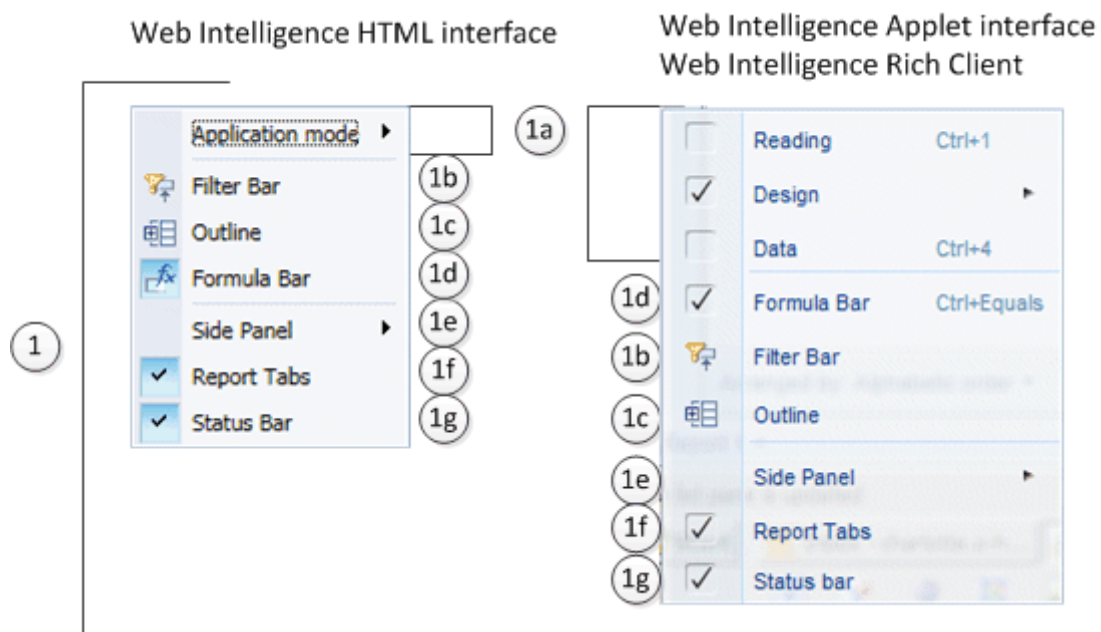 Web Intelligence HTML interface
Web Intelligence Applet interface
Web Intelligence Rich Client
1
Application mode
1a
Filter Bar 1b
Outline 1c
Formula Bar 1d
Side Panel 1e
Report Tabs 1f
Status Bar 1g
Reading Ctrl+1
Design
Data Ctrl+4
1d Formula Bar Ctrl+Equals
1b Filter Bar
1c Outline
1e Side Panel
1f Report Tabs
1g Status bar